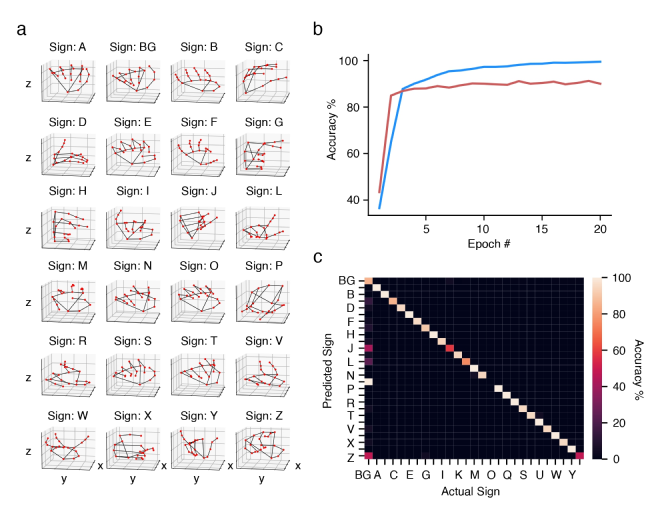 a
Sign: A Sign: BG Sign: B Sign: C
z
Sign: D Sign: E Sign: F Sign: G
z
Sign: H Sign: I Sign: J Sign: L
z
Sign: M Sign: N Sign: O Sign: P
z
Sign: R Sign: S Sign: T Sign: V
z
Sign: W Sign: X Sign: Y Sign: Z
z
x x x x
y y y y
b
100
80
60
40
Accuracy %
5 10 15 20
Epoch #
c
BG
B
D
F
H
J
L
N
P
R
T
V
X
Z
Predicted Sign
BG A C E G I K M O Q S U W Y
Actual Sign
100
80
60
40
20
0
Accuracy %